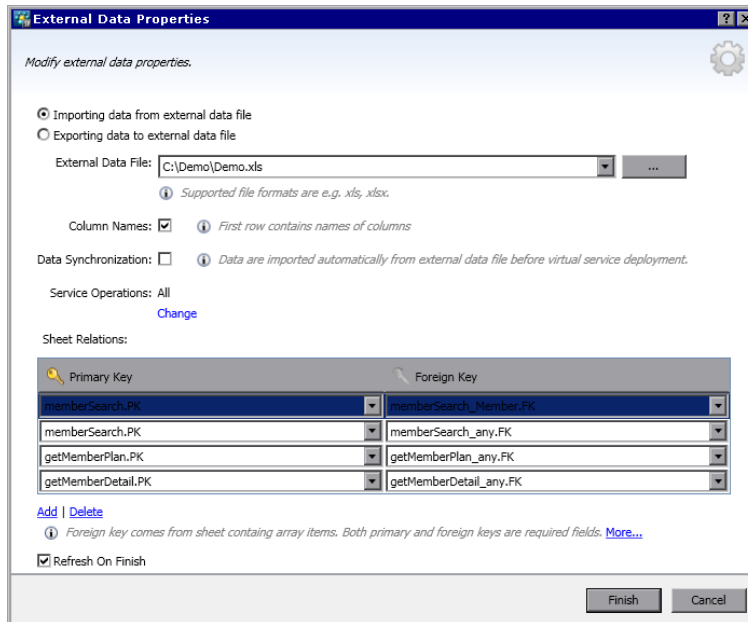 External Data Properties
Modify external data properties.
Importing data from external data file
Exporting data to external data file
External Data File: C:\Demo\Demo.xls ...
Supported file formats are e.g. xls, xlsx.
Column Names: First row contains names of columns
Data Synchronization: Data are imported automatically from external data file before virtual service deployment.
Service Operations: All
Change
Sheet Relations:
Primary Key Foreign Key
memberSearch.PK memberSearch_Member.FK
memberSearch.PK memberSearch_any.FK
getMemberPlan.PK getMemberPlan_any.FK
getMemberDetail.PK getMemberDetail_any.FK
Add | Delete
Foreign key comes from sheet containg array items. Both primary and foreign keys are required fields. More...
Refresh On Finish
Finish Cancel